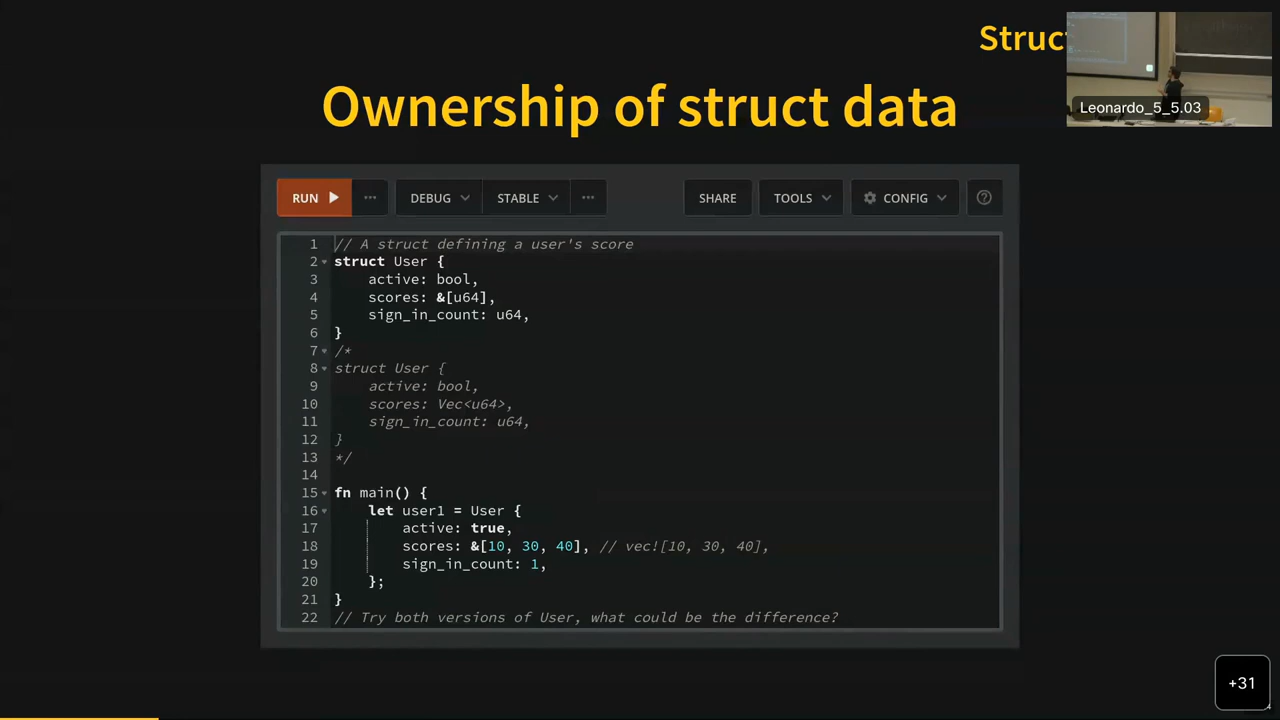 Struct
Leonardo_5_5.03
Ownership of struct data
RUN ··· DEBUG STABLE ··· SHARE TOOLS CONFIG ?
1 // A struct defining a user's score
2 struct User {
3 active: bool,
4 scores: &[u64],
5 sign_in_count: u64,
6 }
7 /*
8 struct User {
9 active: bool,
10 scores: Vec<u64>,
11 sign_in_count: u64,
12 }
13 */
14
15 fn main() {
16 let user1 = User {
17 active: true,
18 scores: &[10, 30, 40], // vec![10, 30, 40],
19 sign_in_count: 1,
20 };
21 }
22 // Try both versions of User, what could be the difference?
+31